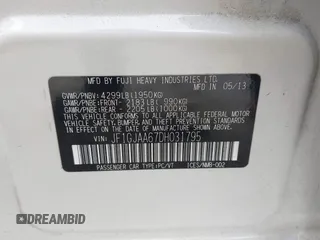 MFD BY FUJI HEAVY INDUSTRIES LTD.
IN 05/13
GVWR/PNBV: 4299LB(1950KG)
GAWR/PNBE:FRONT- 2183LB( 990KG)
GAWR/PNBE:REAR - 2205LB(1000KG)
VIN: JF1GJAA67DH031795
THIS VEHICLE CONFORMS TO ALL APPLICABLE FEDERAL MOTOR VEHICLE SAFETY, BUMPER, AND THEFT PREVENTION STANDARDS IN EFFECT ON THE DATE OF MANUFACTURE SHOWN ABOVE.
PASSENGER CAR TYPE:PC/VT ICES/NMB-002
AutoBidMaster